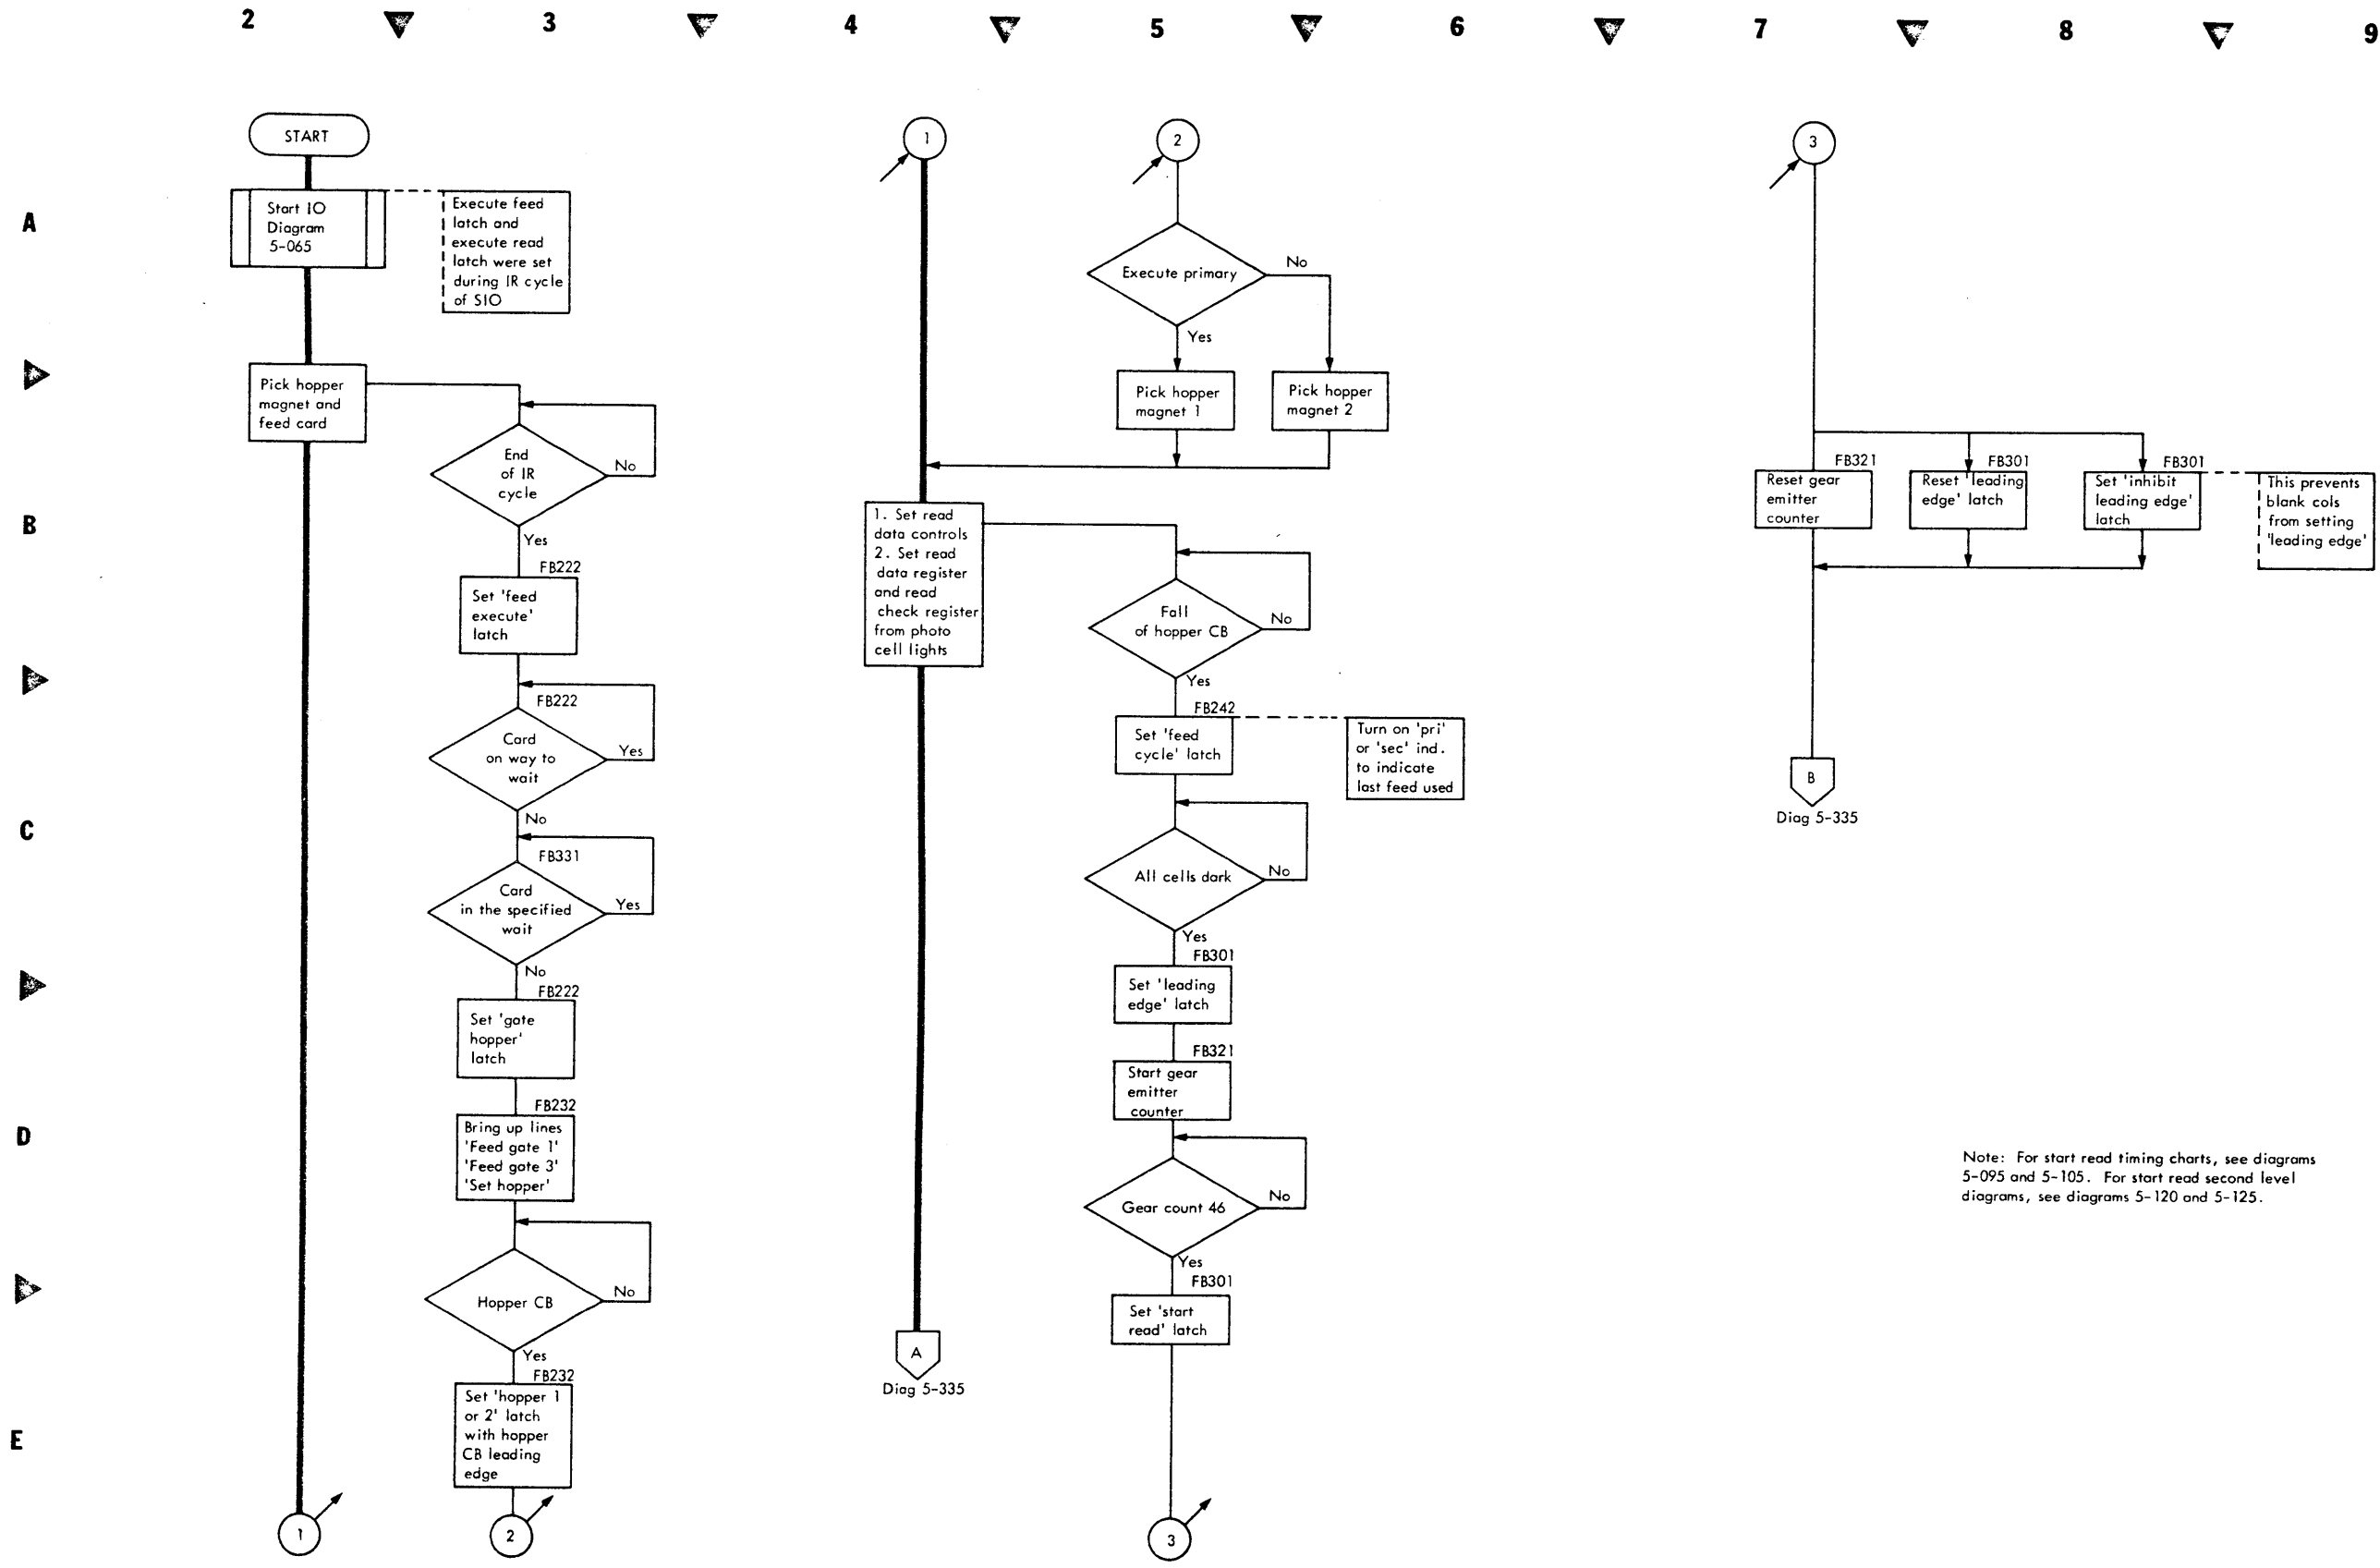 2
3
4
5
6
7
8
9
A
B
C
D
E
START
Start IO
Diagram
5-065
Execute feed
latch and
execute read
latch were set
during IR cycle
of SIO
Pick hopper
magnet and
feed card
End
of IR
cycle
No
Yes
FB222
Set 'feed
execute'
latch
FB222
Card
on way to
wait
Yes
No
FB331
Card
in the specified
wait
Yes
No
FB222
Set 'gate
hopper'
latch
FB232
Bring up lines
'Feed gate 1'
'Feed gate 3'
'Set hopper'
Hopper CB
No
Yes
FB232
Set 'hopper 1
or 2' latch
with hopper
CB leading
edge
1
2
1
2
Execute primary
No
Yes
Pick hopper
magnet 1
Pick hopper
magnet 2
1. Set read
data controls
2. Set read
data register
and read
check register
from photo
cell lights
Fall
of hopper CB
No
Yes
FB242
Set 'feed
cycle' latch
Turn on 'pri'
or 'sec' ind.
to indicate
last feed used
All cells dark
No
Yes
FB301
Set 'leading
edge' latch
FB321
Start gear
emitter
counter
Gear count 46
No
Yes
FB301
Set 'start
read' latch
A
Diag 5-335
3
3
FB321
Reset gear
emitter
counter
FB301
Reset 'leading
edge' latch
FB301
Set 'inhibit
leading edge'
latch
This prevents
blank cols
from setting
'leading edge'
B
Diag 5-335
Note: For start read timing charts, see diagrams
5-095 and 5-105. For start read second level
diagrams, see diagrams 5-120 and 5-125.